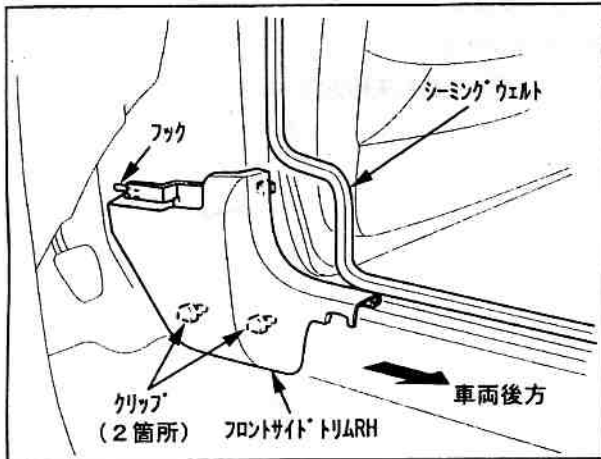 シーミングウェルト
フック
車両後方
クリップ
(2箇所)
フロントサイドトリムRH